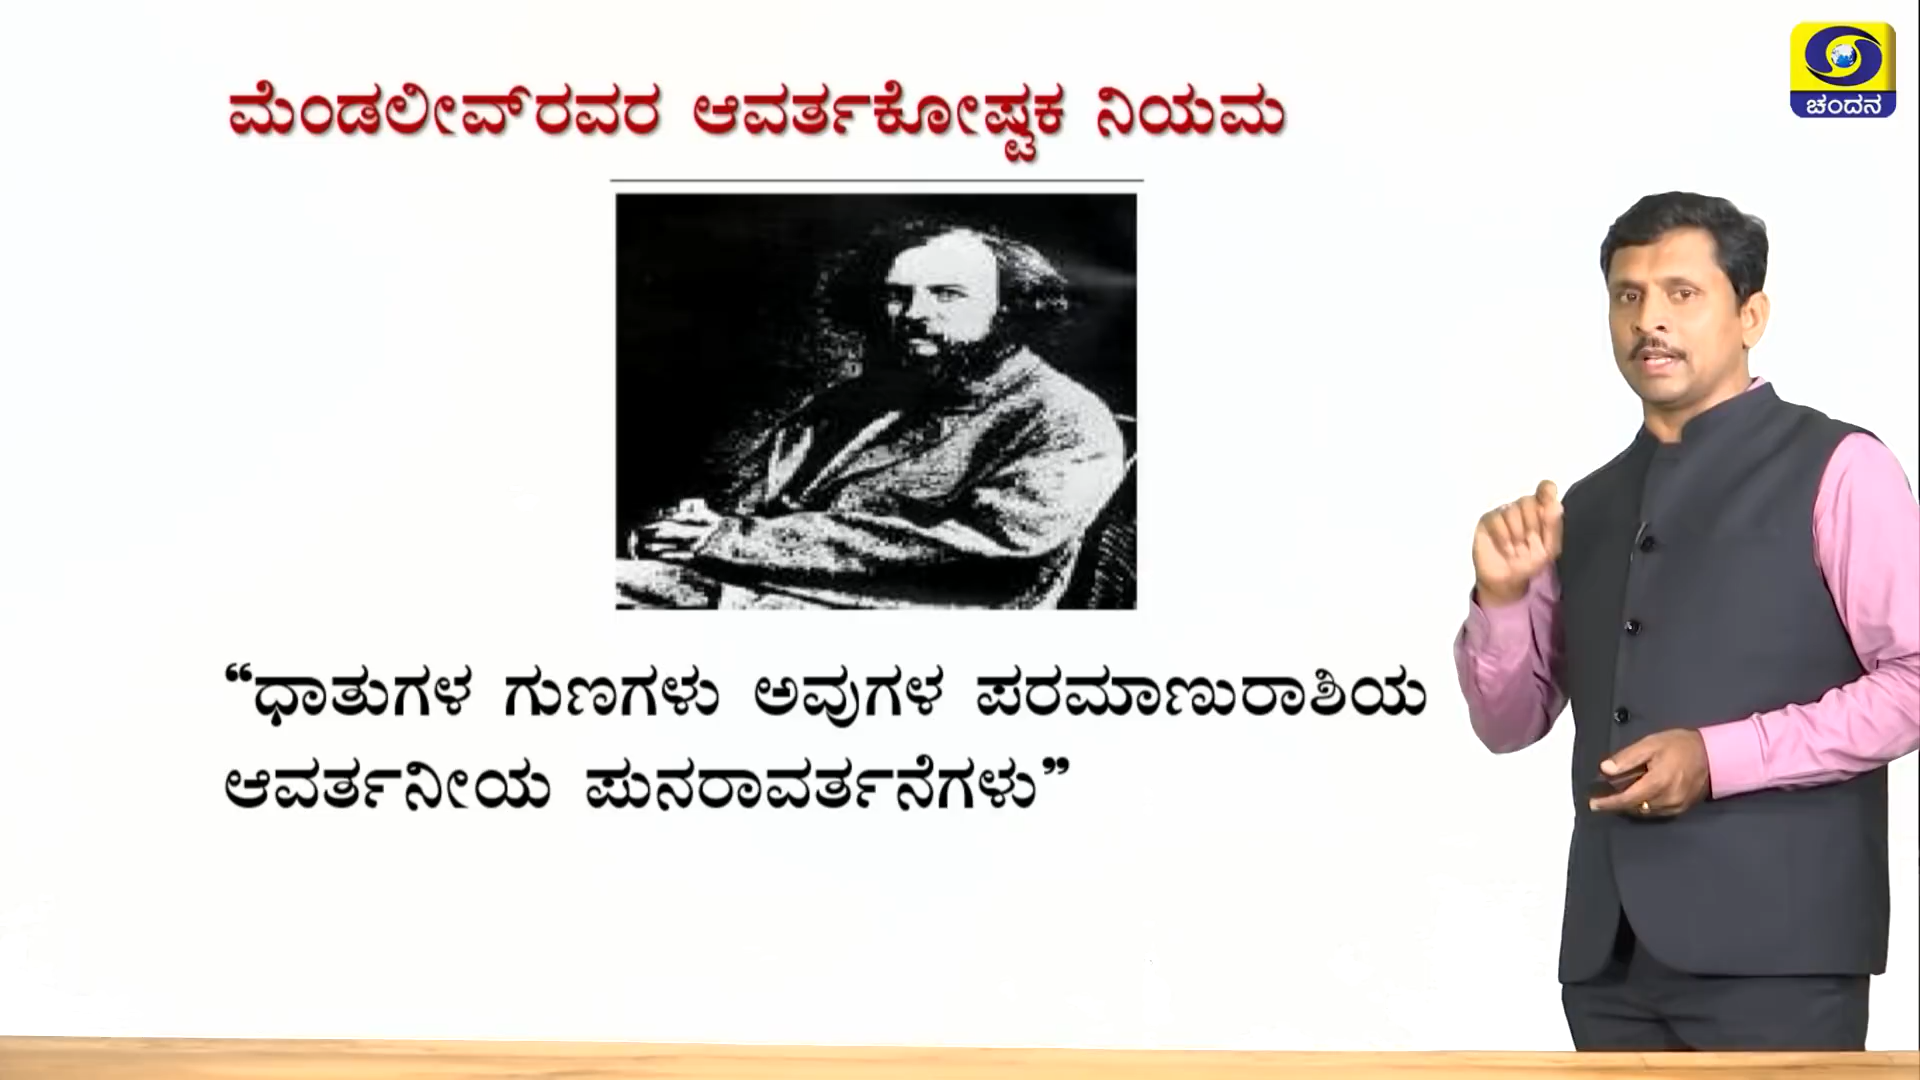 ಮೆಂಡಲೀವ್‌ರವರ ಆವರ್ತಕೋಷ್ಟಕ ನಿಯಮ
ಚಂದನ
“ಧಾತುಗಳ ಗುಣಗಳು ಅವುಗಳ ಪರಮಾಣುರಾಶಿಯ
ಆವರ್ತನೀಯ ಪುನರಾವರ್ತನೆಗಳು”